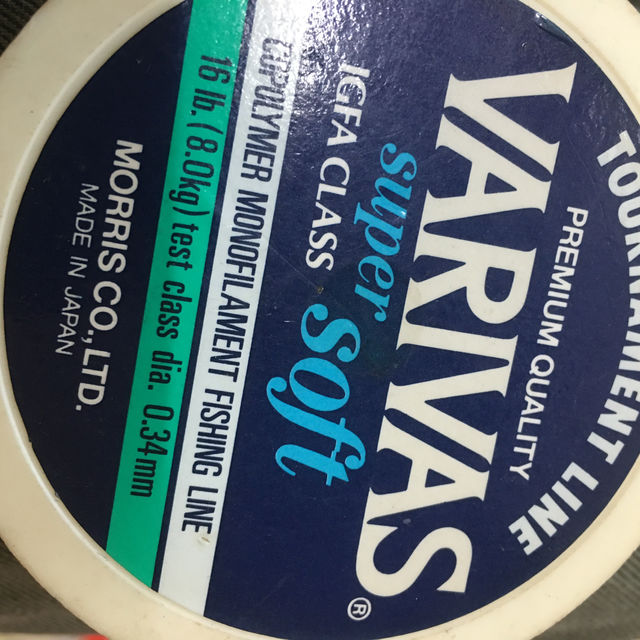 TOURNAMENT LINE
PREMIUM QUALITY
VARIVAS®
super soft
IGFA CLASS
COPOLYMER MONOFILAMENT FISHING LINE
16 lb. (8.0kg) test class dia. 0.34mm
MORRIS CO., LTD.
MADE IN JAPAN